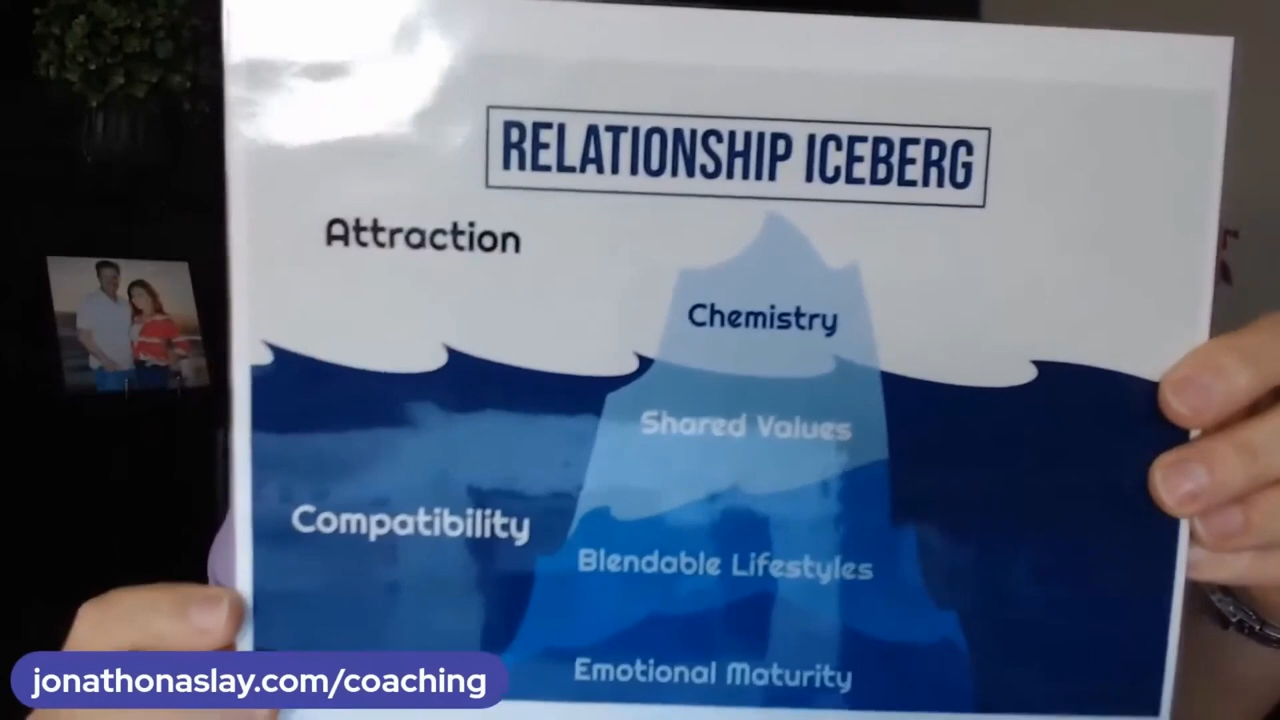 RELATIONSHIP ICEBERG
Attraction
Chemistry
Shared Values
Compatibility
Blendable Lifestyles
Emotional Maturity
jonathonaslay.com/coaching